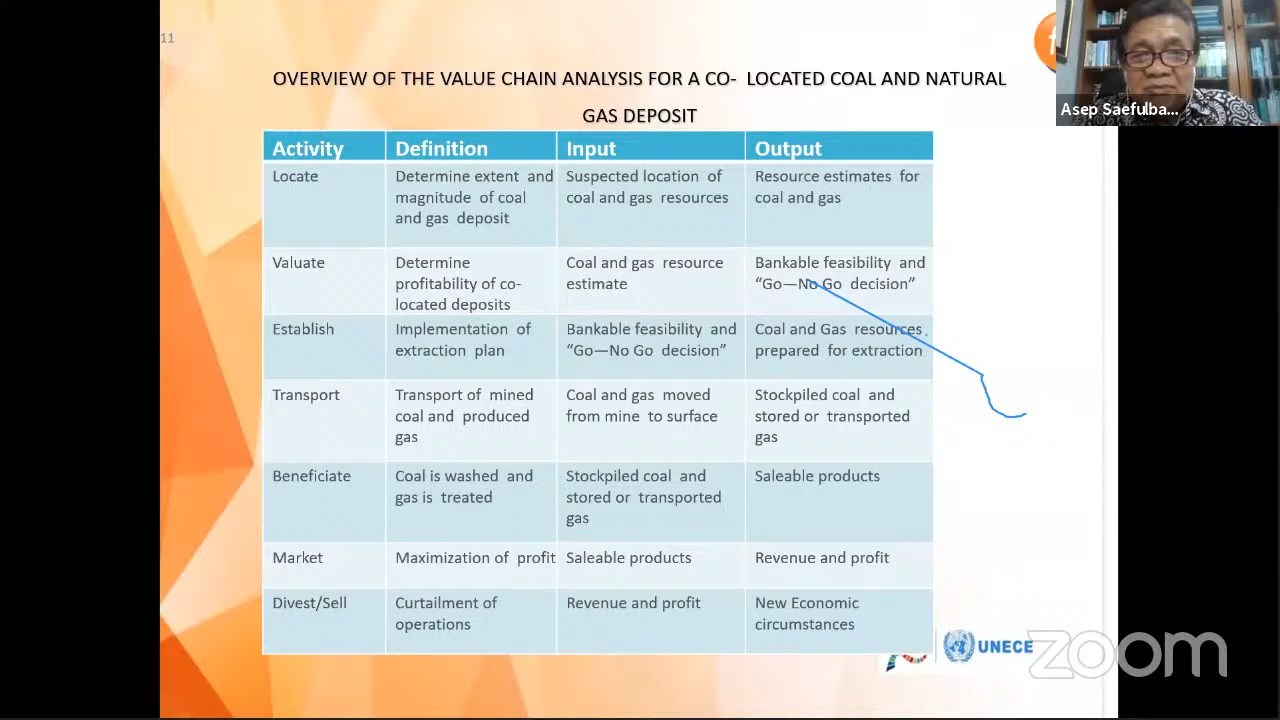 11
OVERVIEW OF THE VALUE CHAIN ANALYSIS FOR A CO- LOCATED COAL AND NATURAL
GAS DEPOSIT
Asep Saefulba...
Activity Definition Input Output
Locate
Determine extent and
magnitude of coal
and gas deposit
Suspected location of
coal and gas resources
Resource estimates for
coal and gas
Valuate
Determine
profitability of co-
located deposits
Coal and gas resource
estimate
Bankable feasibility and
“Go—No Go decision”
Establish
Implementation of
extraction plan
Bankable feasibility and
“Go—No Go decision”
Coal and Gas resources
prepared for extraction
Transport
Transport of mined
coal and produced
gas
Coal and gas moved
from mine to surface
Stockpiled coal and
stored or transported
gas
Beneficiate
Coal is washed and
gas is treated
Stockpiled coal and
stored or transported
gas
Saleable products
Market
Maximization of profit
Saleable products
Revenue and profit
Divest/Sell
Curtailment of
operations
Revenue and profit
New Economic
circumstances
UNECE
zoom